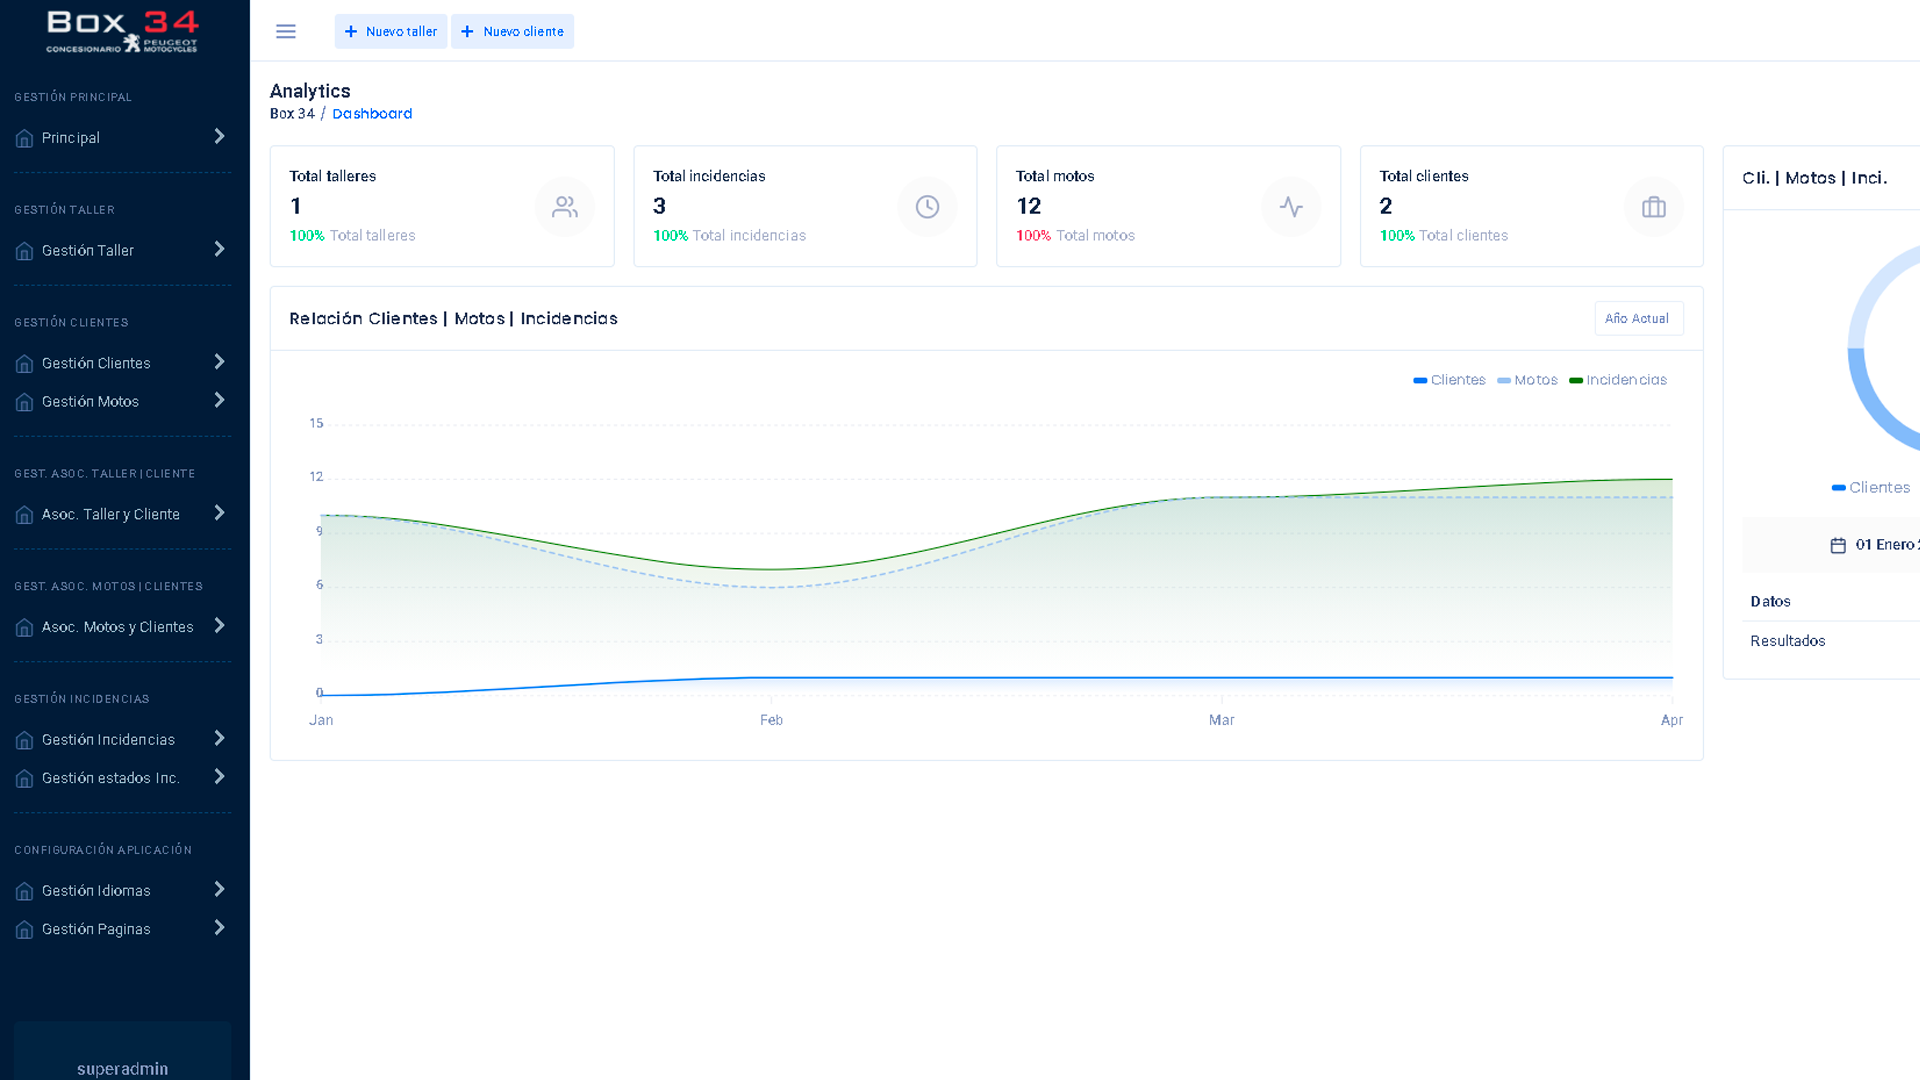 Box 34
CONCESIONARIO PEUGEOT MOTOCYCLES
GESTIÓN PRINCIPAL
Principal
GESTIÓN TALLER
Gestión Taller
GESTIÓN CLIENTES
Gestión Clientes
Gestión Motos
GEST. ASOC. TALLER | CLIENTE
Asoc. Taller y Cliente
GEST. ASOC. MOTOS | CLIENTES
Asoc. Motos y Clientes
GESTIÓN INCIDENCIAS
Gestión Incidencias
Gestión estados Inc.
CONFIGURACIÓN APLICACIÓN
Gestión Idiomas
Gestión Paginas
superadmin
+ Nuevo taller
+ Nuevo cliente
Analytics
Box 34 / Dashboard
Total talleres
1
100% Total talleres
Total incidencias
3
100% Total incidencias
Total motos
12
100% Total motos
Total clientes
2
100% Total clientes
Relación Clientes | Motos | Incidencias
Año Actual
Clientes Motos Incidencias
15
12
9
6
3
0
Jan Feb Mar Apr
Cli. | Motos | Inci.
Clientes
01 Enero
Datos
Resultados